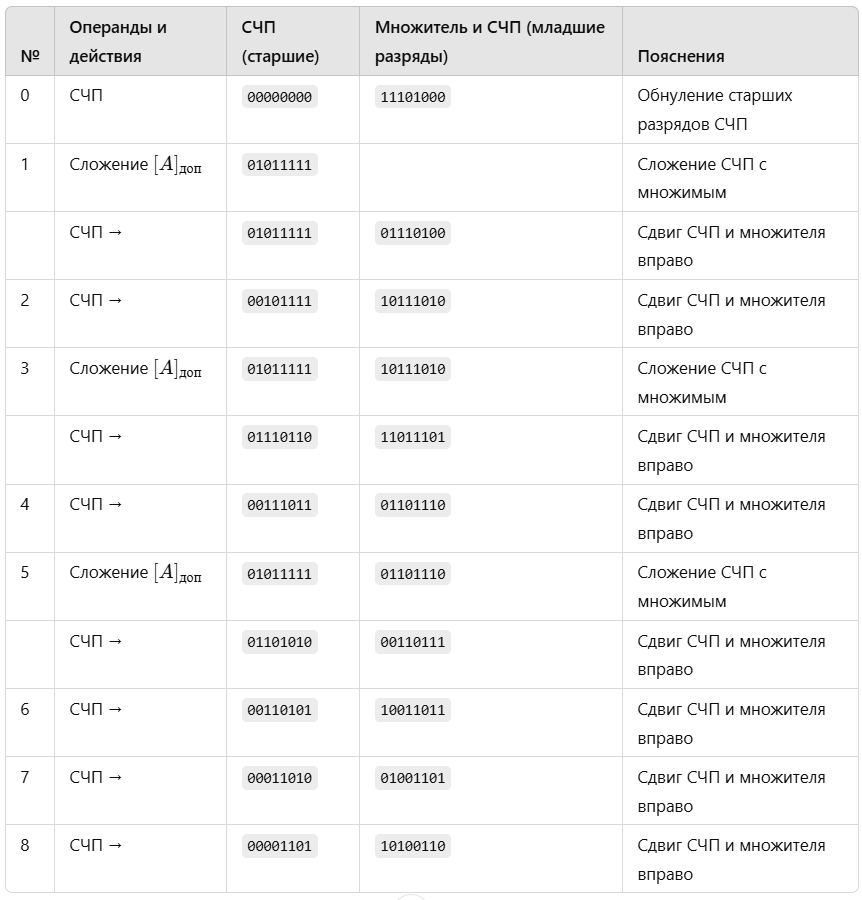 № Операнды и действия СЧП (старшие) Множитель и СЧП (младшие разряды) Пояснения
0 СЧП 00000000 11101000 Обнуление старших разрядов СЧП
1 Сложение [A]доп 01011111 Сложение СЧП с множимым
СЧП → 01011111 01110100 Сдвиг СЧП и множителя вправо
2 СЧП → 00101111 10111010 Сдвиг СЧП и множителя вправо
3 Сложение [A]доп 01011111 10111010 Сложение СЧП с множимым
СЧП → 01110110 11011101 Сдвиг СЧП и множителя вправо
4 СЧП → 00111011 01101110 Сдвиг СЧП и множителя вправо
5 Сложение [A]доп 01011111 01101110 Сложение СЧП с множимым
СЧП → 01101010 00110111 Сдвиг СЧП и множителя вправо
6 СЧП → 00110101 10011011 Сдвиг СЧП и множителя вправо
7 СЧП → 00011010 01001101 Сдвиг СЧП и множителя вправо
8 СЧП → 00001101 10100110 Сдвиг СЧП и множителя вправо